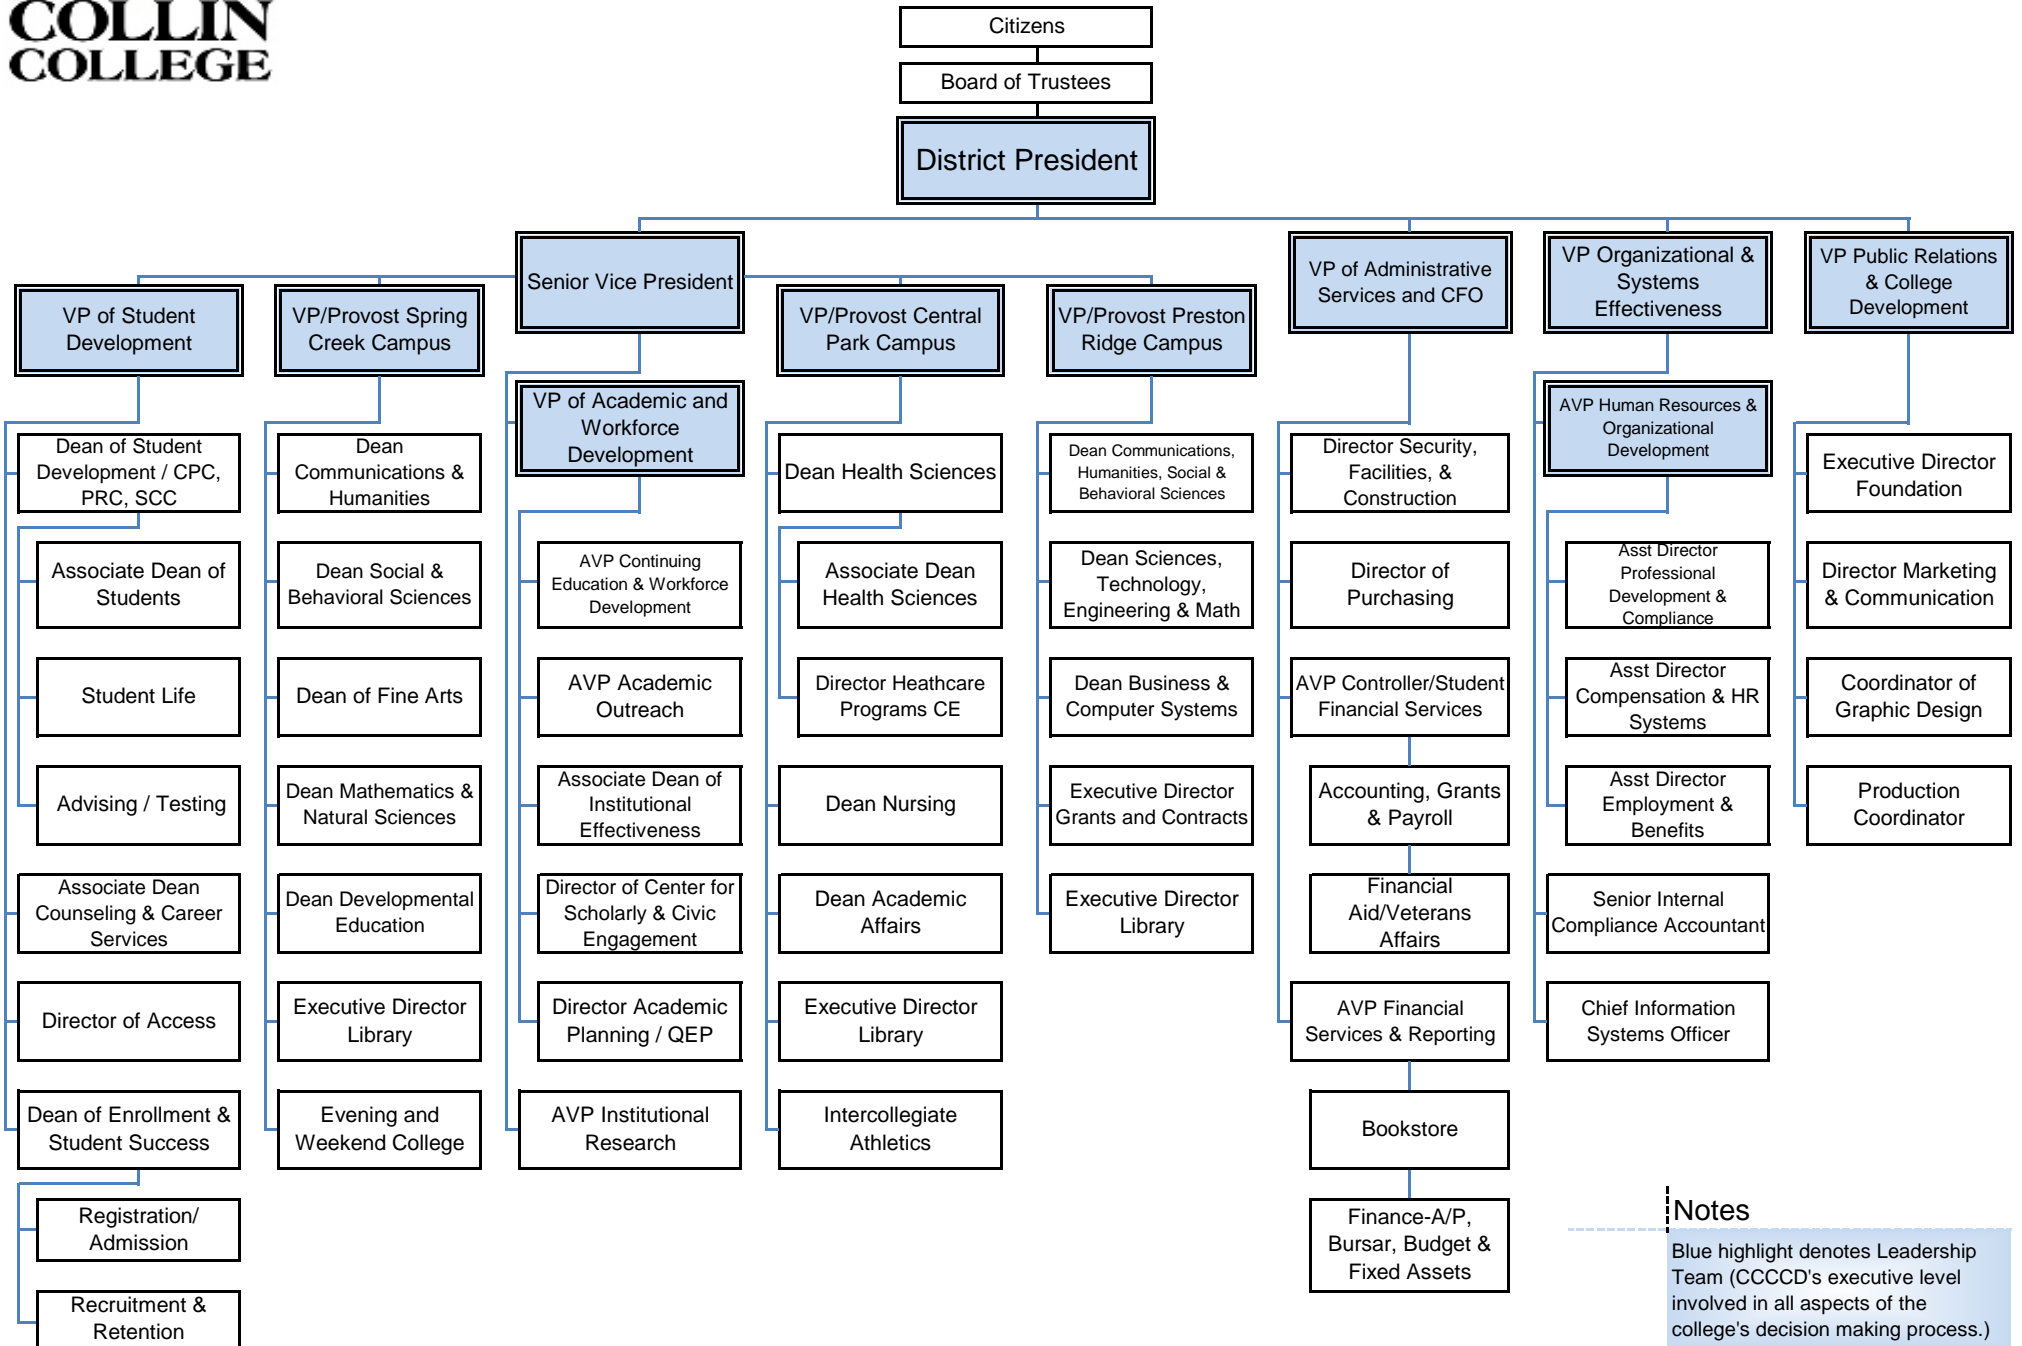 COLLIN
COLLEGE
Citizens
Board of Trustees
District President
Senior Vice President
VP of Administrative
Services and CFO
VP Organizational &
Systems
Effectiveness
VP Public Relations
& College
Development
VP of Student
Development
VP/Provost Spring
Creek Campus
VP/Provost Central
Park Campus
VP/Provost Preston
Ridge Campus
VP of Academic and
Workforce
Development
AVP Human Resources &
Organizational
Development
Dean of Student
Development / CPC,
PRC, SCC
Associate Dean of
Students
Student Life
Advising / Testing
Associate Dean
Counseling & Career
Services
Director of Access
Dean of Enrollment &
Student Success
Registration/
Admission
Recruitment &
Retention
Dean
Communications &
Humanities
Dean Social &
Behavioral Sciences
Dean of Fine Arts
Dean Mathematics &
Natural Sciences
Dean Developmental
Education
Executive Director
Library
Evening and
Weekend College
AVP Continuing
Education & Workforce
Development
AVP Academic
Outreach
Associate Dean of
Institutional
Effectiveness
Director of Center for
Scholarly & Civic
Engagement
Director Academic
Planning / QEP
AVP Institutional
Research
Dean Health Sciences
Associate Dean
Health Sciences
Director Heathcare
Programs CE
Dean Nursing
Dean Academic
Affairs
Executive Director
Library
Intercollegiate
Athletics
Dean Communications,
Humanities, Social &
Behavioral Sciences
Dean Sciences,
Technology,
Engineering & Math
Dean Business &
Computer Systems
Executive Director
Grants and Contracts
Executive Director
Library
Director Security,
Facilities, &
Construction
Director of
Purchasing
AVP Controller/Student
Financial Services
Accounting, Grants
& Payroll
Financial
Aid/Veterans
Affairs
AVP Financial
Services & Reporting
Bookstore
Finance-A/P,
Bursar, Budget &
Fixed Assets
Asst Director
Professional
Development &
Compliance
Asst Director
Compensation & HR
Systems
Asst Director
Employment &
Benefits
Senior Internal
Compliance Accountant
Chief Information
Systems Officer
Executive Director
Foundation
Director Marketing
& Communication
Coordinator of
Graphic Design
Production
Coordinator
Notes
Blue highlight denotes Leadership
Team (CCCCD's executive level
involved in all aspects of the
college's decision making process.)